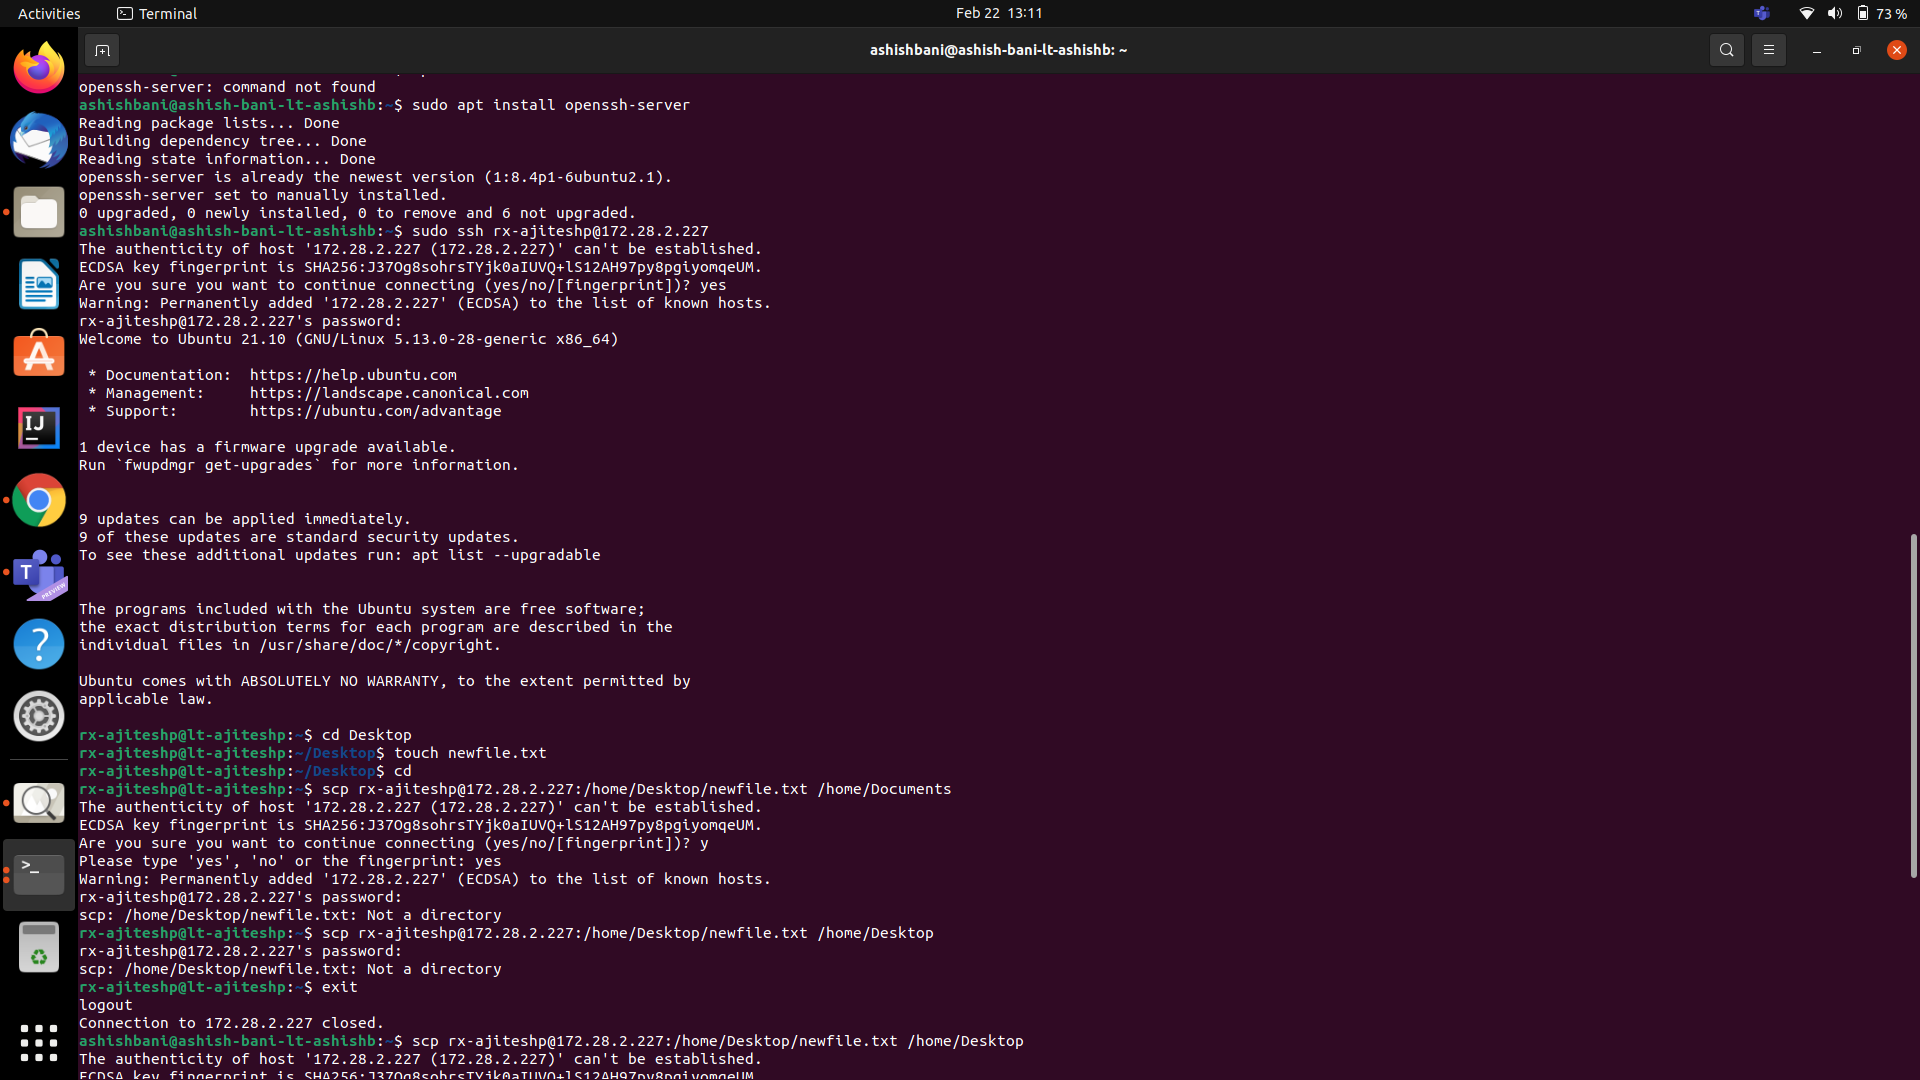 Activities
Terminal
Feb 22 13:11
73 %
ashishbani@ashish-bani-lt-ashishb: ~
openssh-server: command not found
ashishbani@ashish-bani-lt-ashishb:~$ sudo apt install openssh-server
Reading package lists... Done
Building dependency tree... Done
Reading state information... Done
openssh-server is already the newest version (1:8.4p1-6ubuntu2.1).
openssh-server set to manually installed.
0 upgraded, 0 newly installed, 0 to remove and 6 not upgraded.
ashishbani@ashish-bani-lt-ashishb:~$ sudo ssh rx-ajiteshp@172.28.2.227
The authenticity of host '172.28.2.227 (172.28.2.227)' can't be established.
ECDSA key fingerprint is SHA256:J37Og8sohrsTYjk0aIUVQ+lS12AH97py8pgiyomqeUM.
Are you sure you want to continue connecting (yes/no/[fingerprint])? yes
Warning: Permanently added '172.28.2.227' (ECDSA) to the list of known hosts.
rx-ajiteshp@172.28.2.227's password:
Welcome to Ubuntu 21.10 (GNU/Linux 5.13.0-28-generic x86_64)
* Documentation: https://help.ubuntu.com
* Management: https://landscape.canonical.com
* Support: https://ubuntu.com/advantage
1 device has a firmware upgrade available.
Run `fwupdmgr get-upgrades` for more information.
9 updates can be applied immediately.
9 of these updates are standard security updates.
To see these additional updates run: apt list --upgradable
The programs included with the Ubuntu system are free software;
the exact distribution terms for each program are described in the
individual files in /usr/share/doc/*/copyright.
Ubuntu comes with ABSOLUTELY NO WARRANTY, to the extent permitted by
applicable law.
rx-ajiteshp@lt-ajiteshp:~$ cd Desktop
rx-ajiteshp@lt-ajiteshp:~/Desktop$ touch newfile.txt
rx-ajiteshp@lt-ajiteshp:~/Desktop$ cd
rx-ajiteshp@lt-ajiteshp:~$ scp rx-ajiteshp@172.28.2.227:/home/Desktop/newfile.txt /home/Documents
The authenticity of host '172.28.2.227 (172.28.2.227)' can't be established.
ECDSA key fingerprint is SHA256:J37Og8sohrsTYjk0aIUVQ+lS12AH97py8pgiyomqeUM.
Are you sure you want to continue connecting (yes/no/[fingerprint])? y
Please type 'yes', 'no' or the fingerprint: yes
Warning: Permanently added '172.28.2.227' (ECDSA) to the list of known hosts.
rx-ajiteshp@172.28.2.227's password:
scp: /home/Desktop/newfile.txt: Not a directory
rx-ajiteshp@lt-ajiteshp:~$ scp rx-ajiteshp@172.28.2.227:/home/Desktop/newfile.txt /home/Desktop
rx-ajiteshp@172.28.2.227's password:
scp: /home/Desktop/newfile.txt: Not a directory
rx-ajiteshp@lt-ajiteshp:~$ exit
logout
Connection to 172.28.2.227 closed.
ashishbani@ashish-bani-lt-ashishb:~$ scp rx-ajiteshp@172.28.2.227:/home/Desktop/newfile.txt /home/Desktop
The authenticity of host '172.28.2.227 (172.28.2.227)' can't be established.
ECDSA key fingerprint is SHA256:J37Og8sohrsTYjk0aIUVQ+lS12AH97py8pgiyomqeUM.